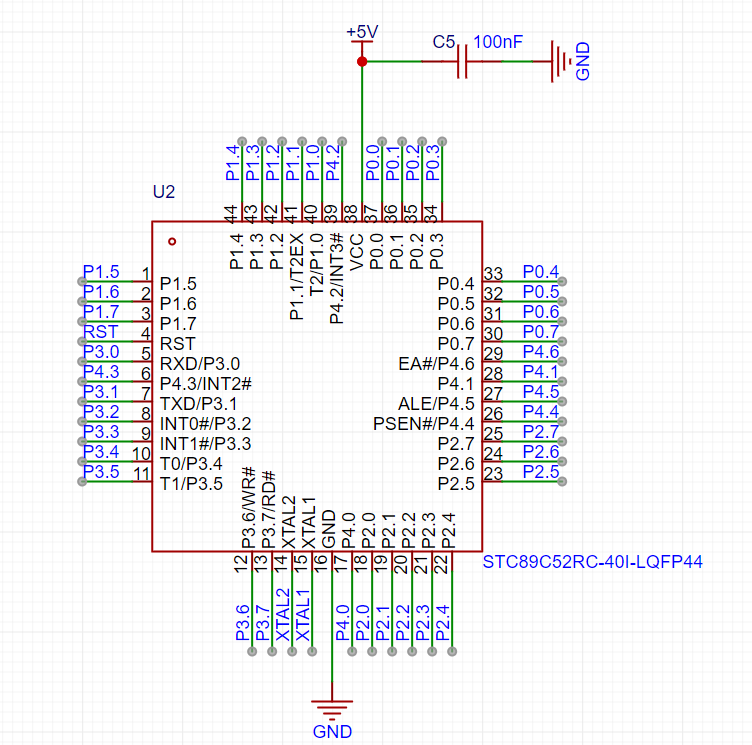 +5V
C5 100nF
GND
P1.4 P1.3 P1.2 P1.1 P1.0 P4.2 P0.0 P0.1 P0.2 P0.3
U2
44 43 42 41 40 39 38 37 36 35 34
P1.4 P1.3 P1.2 P1.1/T2EX T2/P1.0 P4.2/INT3# VCC P0.0 P0.1 P0.2 P0.3
P1.5 1 P1.5
P1.6 2 P1.6
P1.7 3 P1.7
RST 4 RST
P3.0 5 RXD/P3.0
P4.3 6 P4.3/INT2#
P3.1 7 TXD/P3.1
P3.2 8 INT0#/P3.2
P3.3 9 INT1#/P3.3
P3.4 10 T0/P3.4
P3.5 11 T1/P3.5
P0.4 33 P0.4
P0.5 32 P0.5
P0.6 31 P0.6
P0.7 30 P0.7
EA#/P4.6 29 P4.6
P4.1 28 P4.1
ALE/P4.5 27 P4.5
PSEN#/P4.4 26 P4.4
P2.7 25 P2.7
P2.6 24 P2.6
P2.5 23 P2.5
P3.6/WR# P3.7/RD# XTAL2 XTAL1 GND P4.0 P2.0 P2.1 P2.2 P2.3 P2.4
12 13 14 15 16 17 18 19 20 21 22
STC89C52RC-40I-LQFP44
P3.6 P3.7 XTAL2 XTAL1 P4.0 P2.0 P2.1 P2.2 P2.3 P2.4
GND